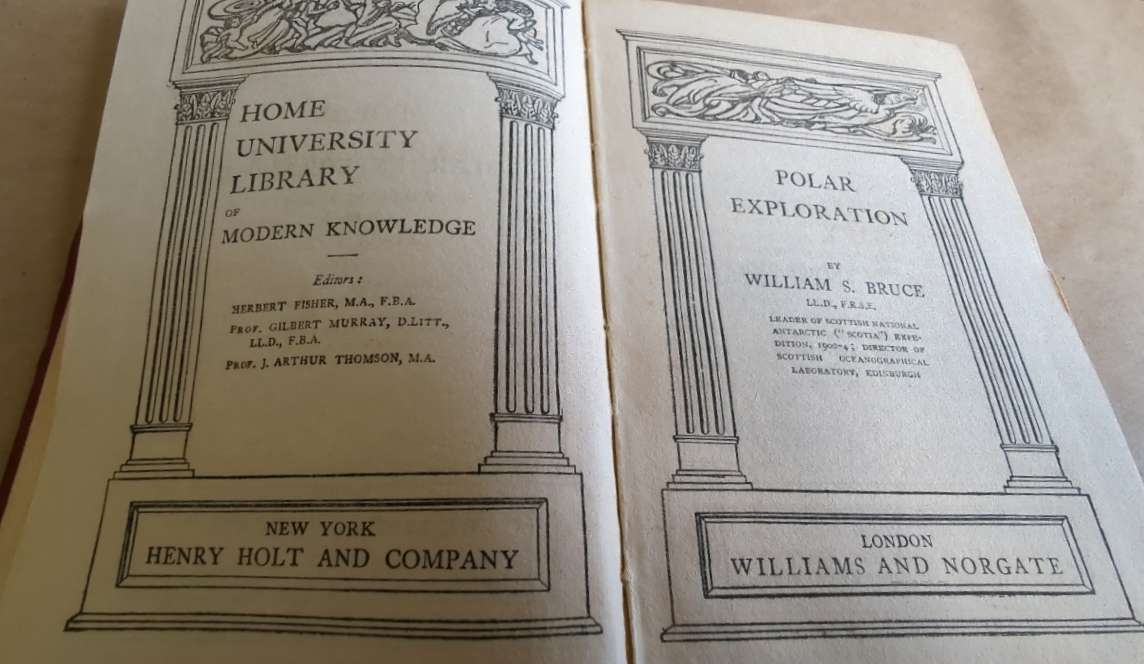 HOME
UNIVERSITY
LIBRARY
OF
MODERN KNOWLEDGE
Editors:
HERBERT FISHER, M.A., F.B.A.
PROF. GILBERT MURRAY, D.LITT.,
LL.D., F.B.A.
PROF. J. ARTHUR THOMSON, M.A.
NEW YORK
HENRY HOLT AND COMPANY
POLAR
EXPLORATION
BY
WILLIAM S. BRUCE
LL.D., F.R.S.E.
LEADER OF SCOTTISH NATIONAL
ANTARCTIC ("SCOTIA") EXPE-
DITION, 1902-4; DIRECTOR OF
SCOTTISH OCEANOGRAPHICAL
LABORATORY, EDINBURGH
LONDON
WILLIAMS AND NORGATE